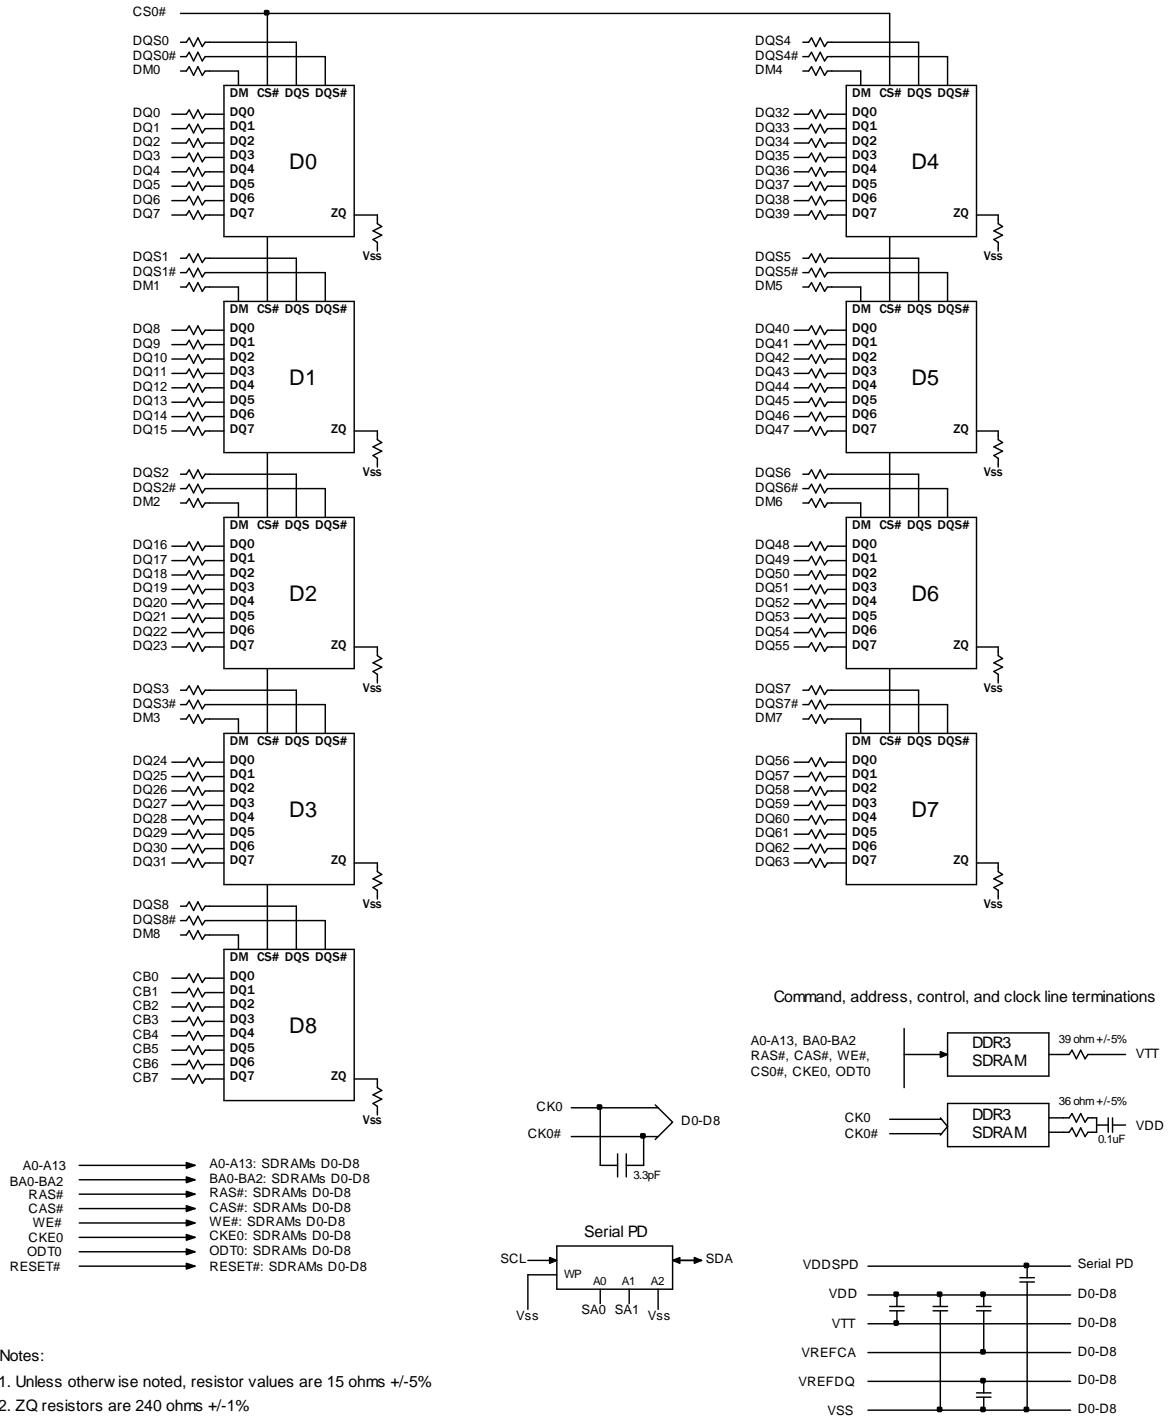 CS0#
DQS0
DQS0#
DM0
DM CS# DQS DQS#
DQ0 DQ0
DQ1 DQ1
DQ2 DQ2
DQ3 DQ3
DQ4 DQ4
DQ5 DQ5
DQ6 DQ6
DQ7 DQ7
D0
ZQ
Vss
DQS1
DQS1#
DM1
DM CS# DQS DQS#
DQ8 DQ0
DQ9 DQ1
DQ10 DQ2
DQ11 DQ3
DQ12 DQ4
DQ13 DQ5
DQ14 DQ6
DQ15 DQ7
D1
ZQ
Vss
DQS2
DQS2#
DM2
DM CS# DQS DQS#
DQ16 DQ0
DQ17 DQ1
DQ18 DQ2
DQ19 DQ3
DQ20 DQ4
DQ21 DQ5
DQ22 DQ6
DQ23 DQ7
D2
ZQ
Vss
DQS3
DQS3#
DM3
DM CS# DQS DQS#
DQ24 DQ0
DQ25 DQ1
DQ26 DQ2
DQ27 DQ3
DQ28 DQ4
DQ29 DQ5
DQ30 DQ6
DQ31 DQ7
D3
ZQ
Vss
DQS8
DQS8#
DM8
DM CS# DQS DQS#
CB0 DQ0
CB1 DQ1
CB2 DQ2
CB3 DQ3
CB4 DQ4
CB5 DQ5
CB6 DQ6
CB7 DQ7
D8
ZQ
Vss
DQS4
DQS4#
DM4
DM CS# DQS DQS#
DQ32 DQ0
DQ33 DQ1
DQ34 DQ2
DQ35 DQ3
DQ36 DQ4
DQ37 DQ5
DQ38 DQ6
DQ39 DQ7
D4
ZQ
Vss
DQS5
DQS5#
DM5
DM CS# DQS DQS#
DQ40 DQ0
DQ41 DQ1
DQ42 DQ2
DQ43 DQ3
DQ44 DQ4
DQ45 DQ5
DQ46 DQ6
DQ47 DQ7
D5
ZQ
Vss
DQS6
DQS6#
DM6
DM CS# DQS DQS#
DQ48 DQ0
DQ49 DQ1
DQ50 DQ2
DQ51 DQ3
DQ52 DQ4
DQ53 DQ5
DQ54 DQ6
DQ55 DQ7
D6
ZQ
Vss
DQS7
DQS7#
DM7
DM CS# DQS DQS#
DQ56 DQ0
DQ57 DQ1
DQ58 DQ2
DQ59 DQ3
DQ60 DQ4
DQ61 DQ5
DQ62 DQ6
DQ63 DQ7
D7
ZQ
Vss
Command, address, control, and clock line terminations
A0-A13, BA0-BA2
RAS#, CAS#, WE#,
CS0#, CKE0, ODT0
DDR3
SDRAM
39 ohm +/-5%
VTT
CK0
CK0#
DDR3
SDRAM
36 ohm +/-5%
0.1uF
VDD
CK0
CK0#
D0-D8
3.3pF
A0-A13 A0-A13: SDRAMs D0-D8
BA0-BA2 BA0-BA2: SDRAMs D0-D8
RAS# RAS#: SDRAMs D0-D8
CAS# CAS#: SDRAMs D0-D8
WE# WE#: SDRAMs D0-D8
CKE0 CKE0: SDRAMs D0-D8
ODT0 ODT0: SDRAMs D0-D8
RESET# RESET#: SDRAMs D0-D8
Serial PD
SCL SDA
WP A0 A1 A2
Vss SA0 SA1 Vss
VDDSPD Serial PD
VDD D0-D8
VTT D0-D8
VREFCA D0-D8
VREFDQ D0-D8
VSS D0-D8
Notes:
1. Unless otherwise noted, resistor values are 15 ohms +/-5%
2. ZQ resistors are 240 ohms +/-1%